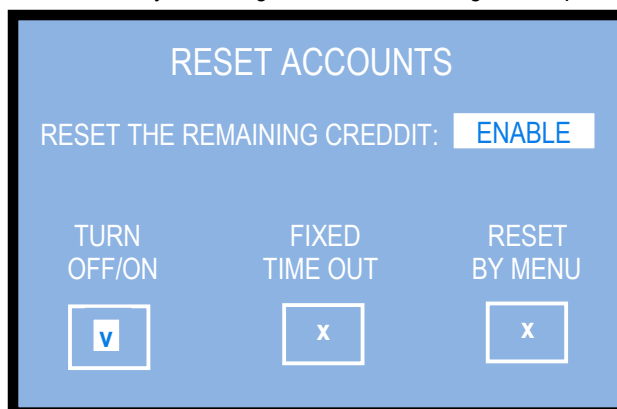 RESET ACCOUNTS
RESET THE REMAINING CREDDIT: ENABLE
TURN OFF/ON
FIXED TIME OUT
RESET BY MENU
v x x